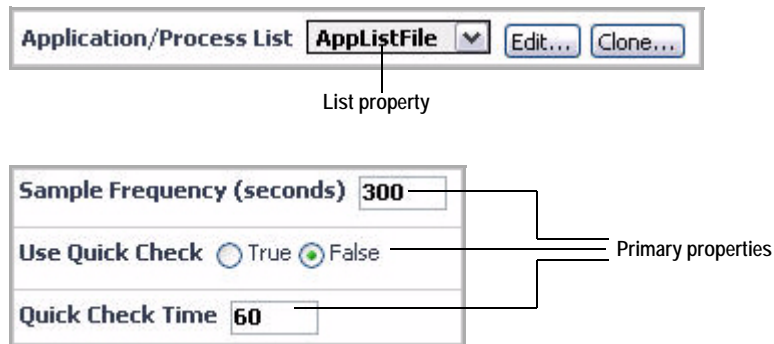 Application/Process List AppListFile Edit... Clone...
List property
Sample Frequency (seconds) 300
Use Quick Check True False
Primary properties
Quick Check Time 60